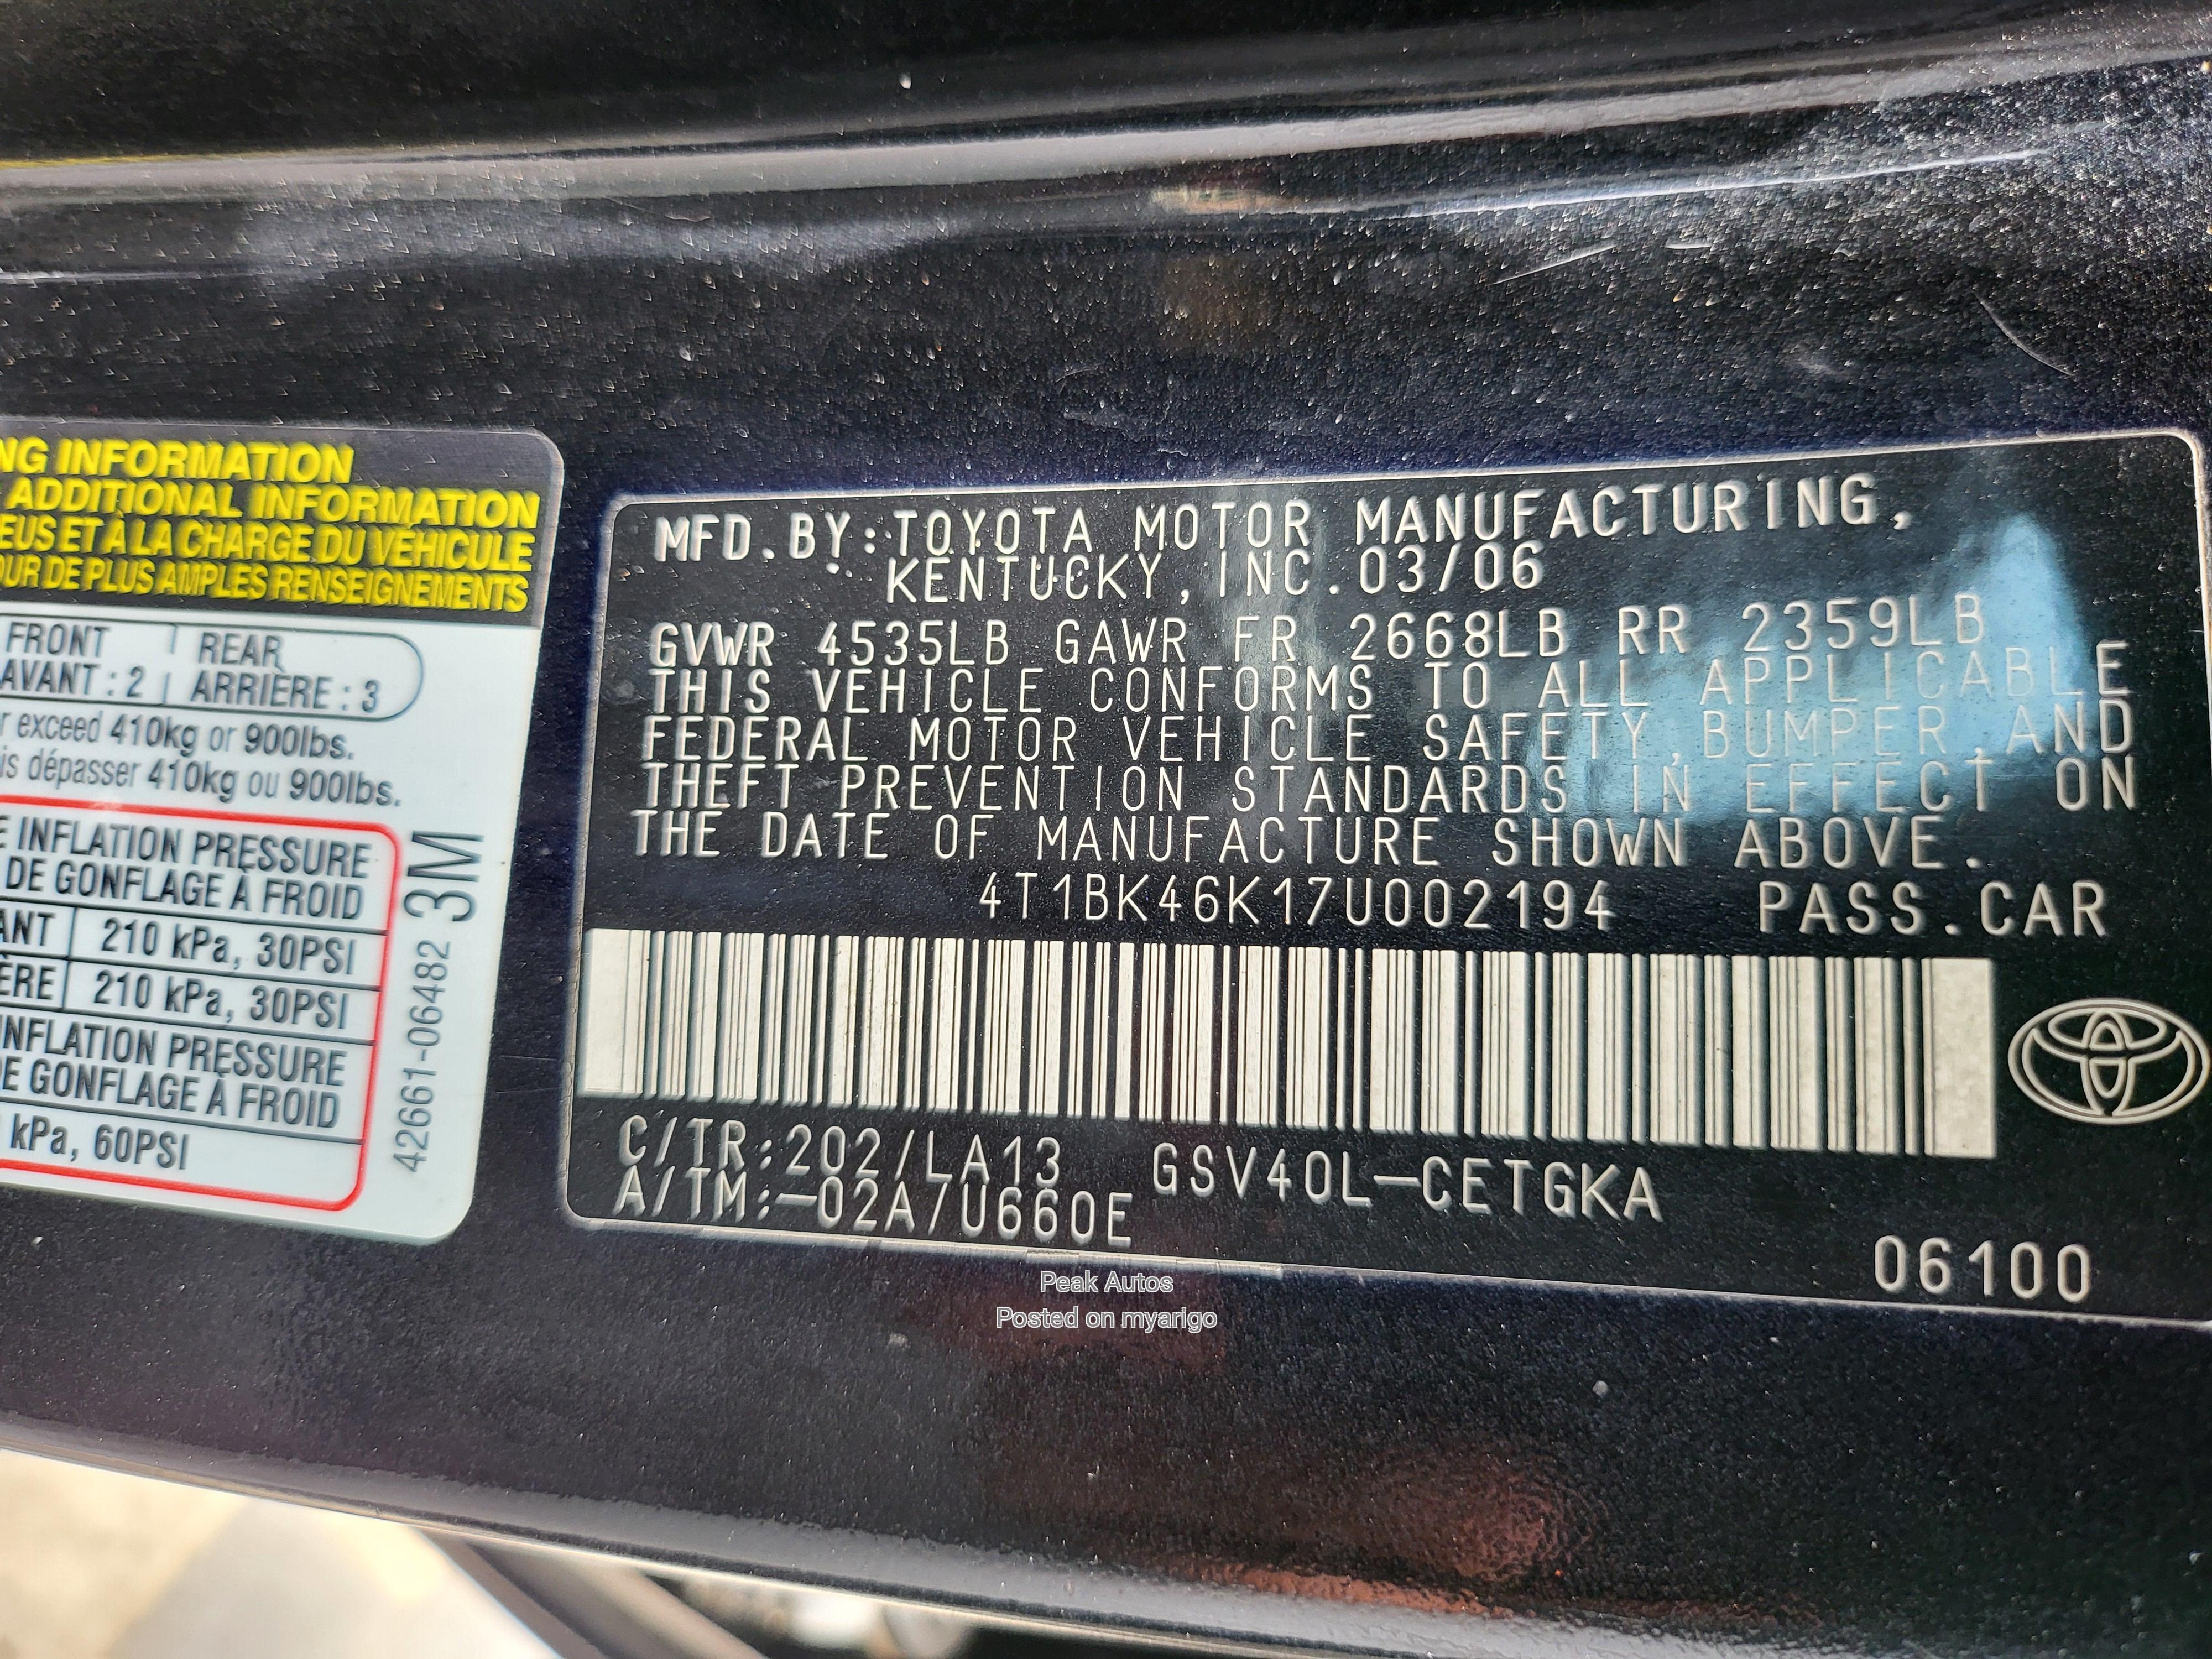 NG INFORMATION
ADDITIONAL INFORMATION
EUS ET À LA CHARGE DU VÉHICULE
OUR DE PLUS AMPLES RENSEIGNEMENTS
FRONT REAR
AVANT : 2 ARRIÈRE : 3
r exceed 410kg or 900lbs.
is dépasser 410kg ou 900lbs.
E INFLATION PRESSURE
DE GONFLAGE À FROID
ANT 210 kPa, 30PSI
ÈRE 210 kPa, 30PSI
INFLATION PRESSURE
DE GONFLAGE À FROID
kPa, 60PSI
42661-06482 3M
MFD.BY:TOYOTA MOTOR MANUFACTURING,
KENTUCKY,INC.03/06
GVWR 4535LB GAWR FR 2668LB RR 2359LB
THIS VEHICLE CONFORMS TO ALL APPLICABLE
FEDERAL MOTOR VEHICLE SAFETY,BUMPER,AND
THEFT PREVENTION STANDARDS IN EFFECT ON
THE DATE OF MANUFACTURE SHOWN ABOVE.
4T1BK46K17U002194 PASS.CAR
C/TR:202/LA13 GSV40L-CETGKA
A/TM:-02A/U660E
06100
Peak Autos
Posted on myarigo